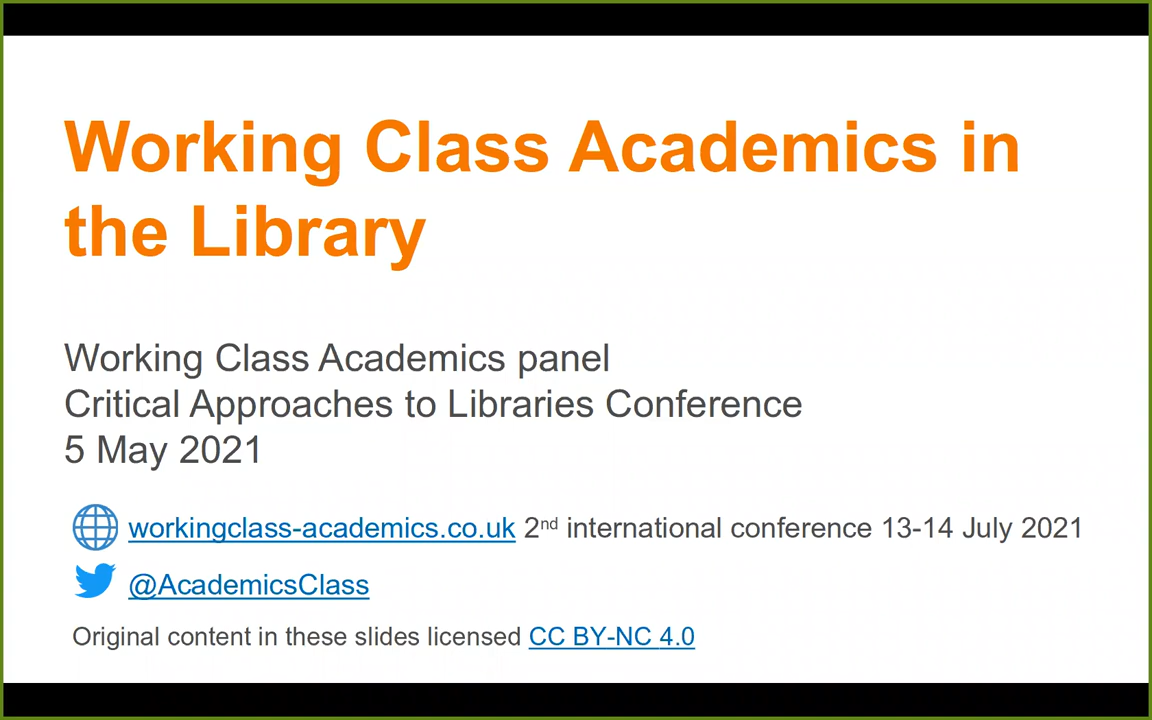 Working Class Academics in
the Library
Working Class Academics panel
Critical Approaches to Libraries Conference
5 May 2021
workingclass-academics.co.uk 2nd international conference 13-14 July 2021
@AcademicsClass
Original content in these slides licensed CC BY-NC 4.0